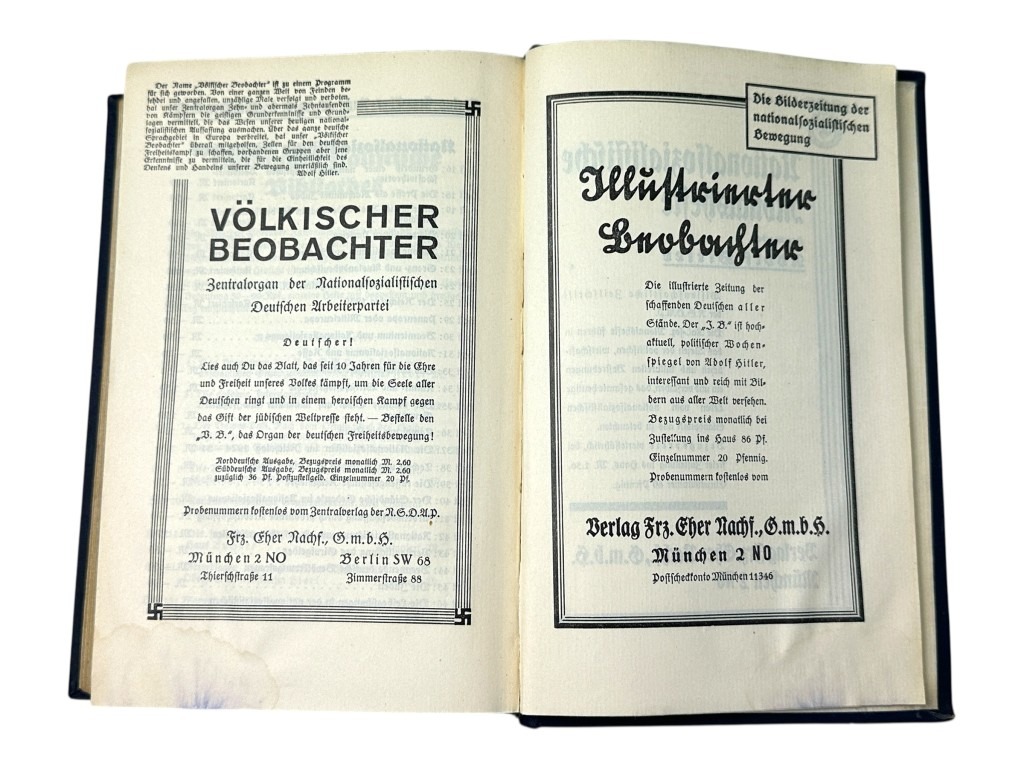 Der Name „Völkischer Beobachter" ist zu einem Programm
für sich geworden. Von einer ganzen Welt von Feinden be-
fehdet und angefallen, unzählige Male verfolgt und verboten,
hat unser Zentralorgan Zehn- und abermals Zehntausenden
von Kämpfern die geistigen Grunderkenntnisse und Grund-
lagen vermittelt, die das Wesen unserer heutigen national-
sozialistischen Auffassung ausmachen. Über das ganze deutsche
Sprachgebiet in Europa verbreitet, hat unser „Völkischer
Beobachter" überall mitgeholfen, Zellen für den deutschen
Freiheitskampf zu schaffen, vorhandenen Gruppen aber jene
Erkenntnisse zu vermitteln, die für die Einheitlichkeit des
Denkens und Handelns unserer Bewegung unerläßlich sind.
Adolf Hitler.
VÖLKISCHER
BEOBACHTER
Zentralorgan der Nationalsozialistischen
Deutschen Arbeiterpartei
Deutscher!
Lies auch Du das Blatt, das seit 10 Jahren für die Ehre
und Freiheit unseres Volkes kämpft, um die Seele aller
Deutschen ringt und in einem heroischen Kampf gegen
das Gift der jüdischen Weltpresse steht. — Bestelle den
„V. B.", das Organ der deutschen Freiheitsbewegung!
Norddeutsche Ausgabe, Bezugspreis monatlich M. 2.60
Süddeutsche Ausgabe, Bezugspreis monatlich M. 2.60
zuzüglich 36 Pf. Postzustellgeld. Einzelnummer 20 Pf.
Probenummern kostenlos vom Zentralverlag der N.S.D.A.P.
Frz. Eher Nachf., G.m.b.H.
München 2 NO Berlin SW 68
Thierschstraße 11 Zimmerstraße 88
Die Bilderzeitung der
nationalsozialistischen
Bewegung
Illustrierter
Beobachter
Die illustrierte Zeitung der
schaffenden Deutschen aller
Stände. Der „J. B." ist hoch-
aktuell, politischer Wochen-
spiegel von Adolf Hitler,
interessant und reich mit Bil-
dern aus aller Welt versehen.
Bezugspreis monatlich bei
Zustellung ins Haus 86 Pf.
Einzelnummer 20 Pfennig.
Probenummern kostenlos vom
Verlag Frz. Eher Nachf., G.m.b.H.
München 2 NO
Postscheckkonto München 11346